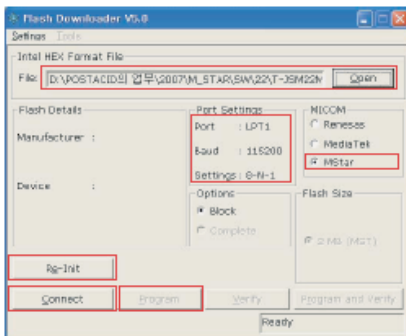 Flash Downloader V5.0
Settings Tools
Intel HEX Format File
File: D:\POSTACID의 업무\2007\M_STAR\SW\22\T-JSM22M Open
Flash Details
Manufacturer :
Device :
Port Settings
Port : LPT1
Baud : 115200
Settings : 8-N-1
MICOM
Renesas
MediaTek
MStar
Options
Block
Complete
Flash Size
2 MB (MST)
Re-Init
Connect Program Verify Program and Verify
Ready